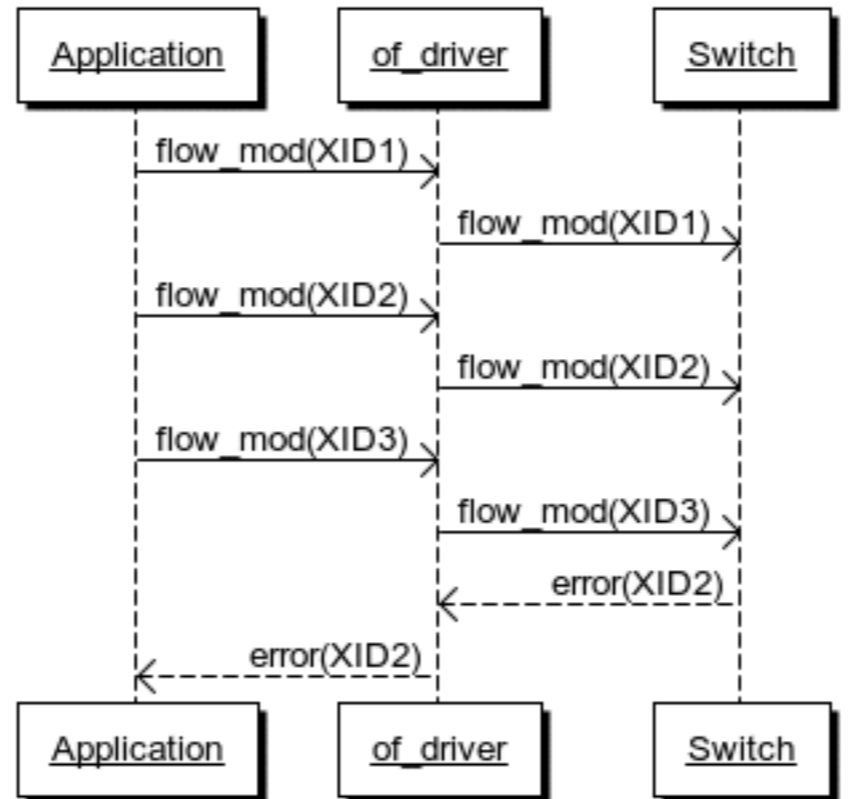 Application of_driver Switch
flow_mod(XID1)
flow_mod(XID1)
flow_mod(XID2)
flow_mod(XID2)
flow_mod(XID3)
flow_mod(XID3)
error(XID2)
error(XID2)
Application of_driver Switch